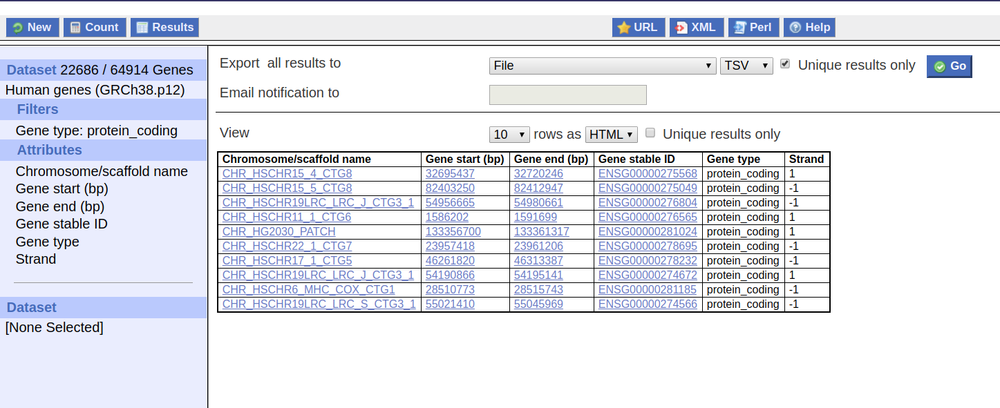 New Count Results URL XML Perl Help
Dataset 22686 / 64914 Genes
Human genes (GRCh38.p12)
Filters
Gene type: protein_coding
Attributes
Chromosome/scaffold name
Gene start (bp)
Gene end (bp)
Gene stable ID
Gene type
Strand
Dataset
[None Selected]
Export all results to File TSV Unique results only Go
Email notification to
View 10 rows as HTML Unique results only
Chromosome/scaffold name Gene start (bp) Gene end (bp) Gene stable ID Gene type Strand
CHR_HSCHR15_4_CTG8 32695437 32720246 ENSG00000275568 protein_coding 1
CHR_HSCHR15_5_CTG8 82403250 82412947 ENSG00000275049 protein_coding -1
CHR_HSCHR19LRC_LRC_J_CTG3_1 54956665 54980661 ENSG00000276804 protein_coding -1
CHR_HSCHR11_1_CTG6 1586202 1591699 ENSG00000276565 protein_coding 1
CHR_HG2030_PATCH 133356700 133361317 ENSG00000281024 protein_coding 1
CHR_HSCHR22_1_CTG7 23957418 23961206 ENSG00000278695 protein_coding -1
CHR_HSCHR17_1_CTG5 46261820 46313387 ENSG00000278232 protein_coding -1
CHR_HSCHR19LRC_LRC_J_CTG3_1 54190866 54195141 ENSG00000274672 protein_coding 1
CHR_HSCHR6_MHC_COX_CTG1 28510773 28515743 ENSG00000281185 protein_coding -1
CHR_HSCHR19LRC_LRC_S_CTG3_1 55021410 55045969 ENSG00000274566 protein_coding -1